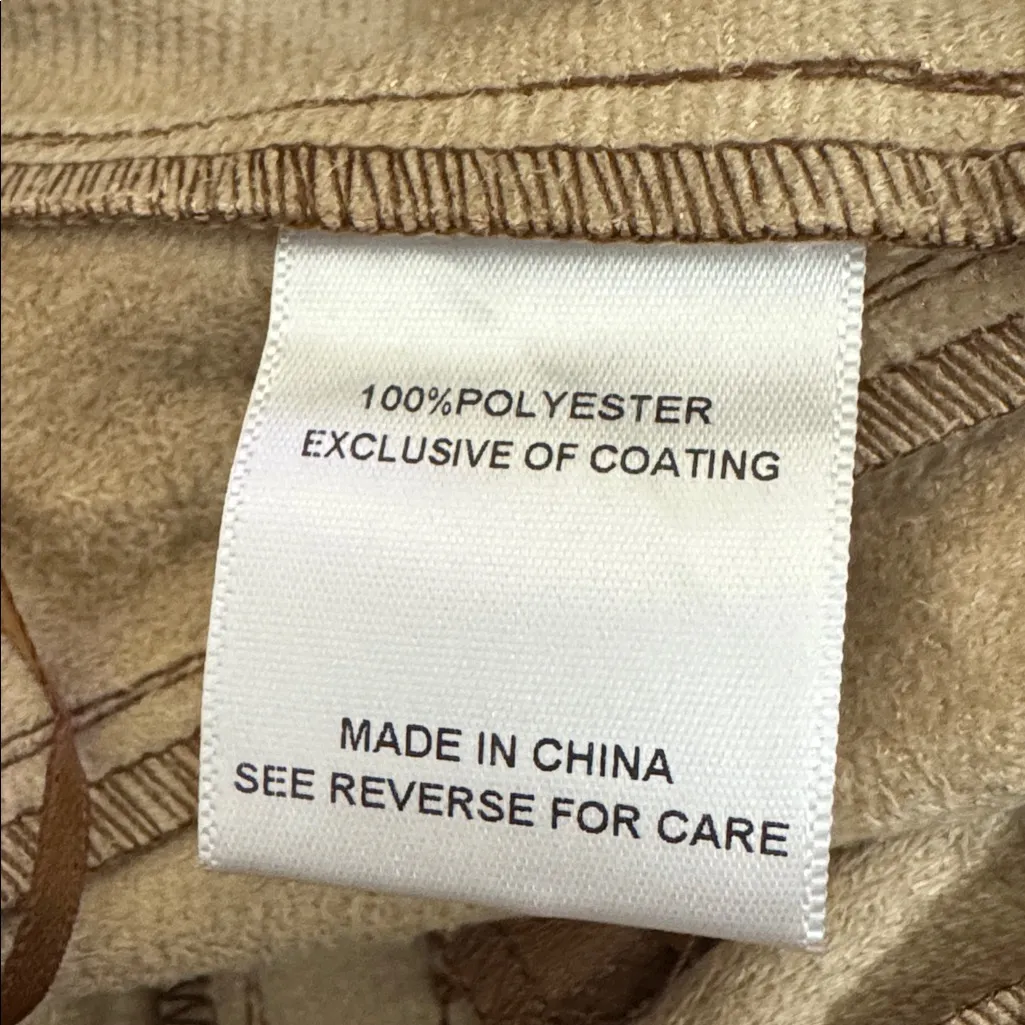 100%POLYESTER
EXCLUSIVE OF COATING
MADE IN CHINA
SEE REVERSE FOR CARE